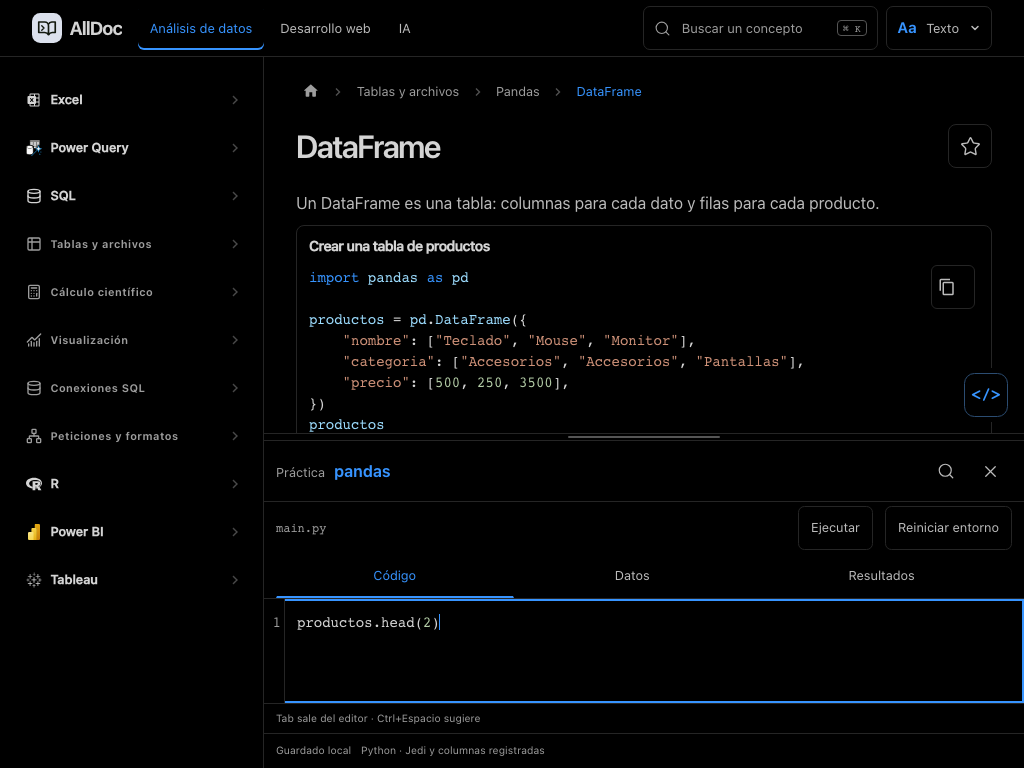 AllDoc
Análisis de datos
Desarrollo web
IA
Buscar un concepto
⌘ K
Aa Texto
Excel
Power Query
SQL
Tablas y archivos
Cálculo científico
Visualización
Conexiones SQL
Peticiones y formatos
R
Power BI
Tableau
Tablas y archivos > Pandas > DataFrame
DataFrame
Un DataFrame es una tabla: columnas para cada dato y filas para cada producto.
Crear una tabla de productos
import pandas as pd
productos = pd.DataFrame({
    "nombre": ["Teclado", "Mouse", "Monitor"],
    "categoria": ["Accesorios", "Accesorios", "Pantallas"],
    "precio": [500, 250, 3500],
})
productos
</>
Práctica pandas
main.py
Ejecutar
Reiniciar entorno
Código
Datos
Resultados
1 productos.head(2)
Tab sale del editor · Ctrl+Espacio sugiere
Guardado local Python · Jedi y columnas registradas